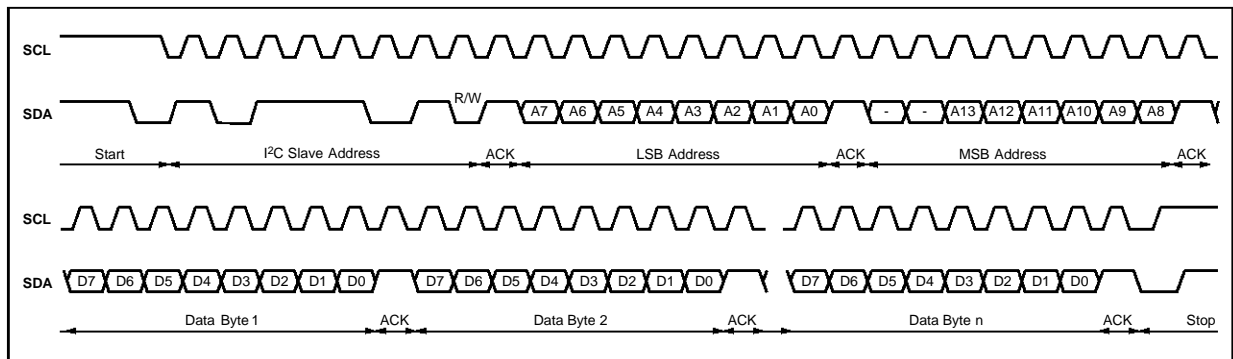 SCL
R/W
SDA A7 A6 A5 A4 A3 A2 A1 A0 - - A13 A12 A11 A10 A9 A8
Start I²C Slave Address ACK LSB Address ACK MSB Address ACK
SCL
SDA D7 D6 D5 D4 D3 D2 D1 D0 D7 D6 D5 D4 D3 D2 D1 D0 D7 D6 D5 D4 D3 D2 D1 D0
Data Byte 1 ACK Data Byte 2 ACK Data Byte n ACK Stop